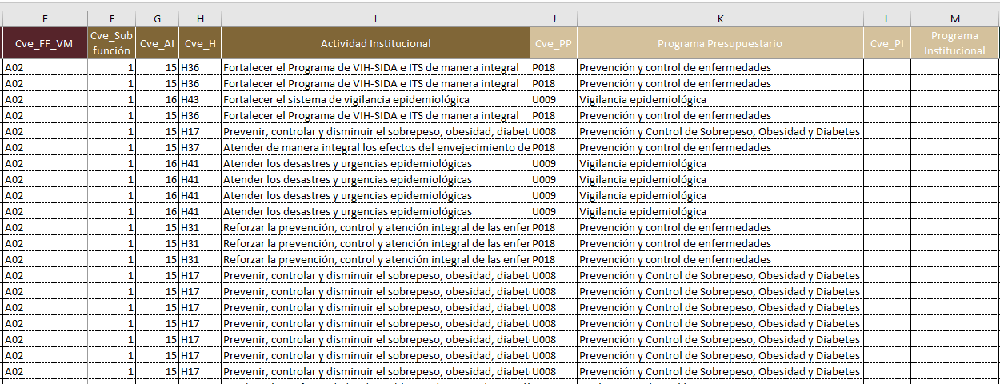 E F G H I J K L M
Cve_FF_VM Cve_Sub función Cve_AI Cve_H Actividad Institucional Cve_PP Programa Presupuestario Cve_PI Programa Institucional
A02 1 15 H36 Fortalecer el Programa de VIH-SIDA e ITS de manera integral P018 Prevención y control de enfermedades
A02 1 15 H36 Fortalecer el Programa de VIH-SIDA e ITS de manera integral P018 Prevención y control de enfermedades
A02 1 16 H43 Fortalecer el sistema de vigilancia epidemiológica U009 Vigilancia epidemiológica
A02 1 15 H36 Fortalecer el Programa de VIH-SIDA e ITS de manera integral P018 Prevención y control de enfermedades
A02 1 15 H17 Prevenir, controlar y disminuir el sobrepeso, obesidad, diabet U008 Prevención y Control de Sobrepeso, Obesidad y Diabetes
A02 1 15 H37 Atender de manera integral los efectos del envejecimiento de P018 Prevención y control de enfermedades
A02 1 16 H41 Atender los desastres y urgencias epidemiológicas U009 Vigilancia epidemiológica
A02 1 16 H41 Atender los desastres y urgencias epidemiológicas U009 Vigilancia epidemiológica
A02 1 16 H41 Atender los desastres y urgencias epidemiológicas U009 Vigilancia epidemiológica
A02 1 16 H41 Atender los desastres y urgencias epidemiológicas U009 Vigilancia epidemiológica
A02 1 15 H31 Reforzar la prevención, control y atención integral de las enfer P018 Prevención y control de enfermedades
A02 1 15 H31 Reforzar la prevención, control y atención integral de las enfer P018 Prevención y control de enfermedades
A02 1 15 H31 Reforzar la prevención, control y atención integral de las enfer P018 Prevención y control de enfermedades
A02 1 15 H17 Prevenir, controlar y disminuir el sobrepeso, obesidad, diabet U008 Prevención y Control de Sobrepeso, Obesidad y Diabetes
A02 1 15 H17 Prevenir, controlar y disminuir el sobrepeso, obesidad, diabet U008 Prevención y Control de Sobrepeso, Obesidad y Diabetes
A02 1 15 H17 Prevenir, controlar y disminuir el sobrepeso, obesidad, diabet U008 Prevención y Control de Sobrepeso, Obesidad y Diabetes
A02 1 15 H17 Prevenir, controlar y disminuir el sobrepeso, obesidad, diabet U008 Prevención y Control de Sobrepeso, Obesidad y Diabetes
A02 1 15 H17 Prevenir, controlar y disminuir el sobrepeso, obesidad, diabet U008 Prevención y Control de Sobrepeso, Obesidad y Diabetes
A02 1 15 H17 Prevenir, controlar y disminuir el sobrepeso, obesidad, diabet U008 Prevención y Control de Sobrepeso, Obesidad y Diabetes
A02 1 15 H17 Prevenir, controlar y disminuir el sobrepeso, obesidad, diabet U008 Prevención y Control de Sobrepeso, Obesidad y Diabetes